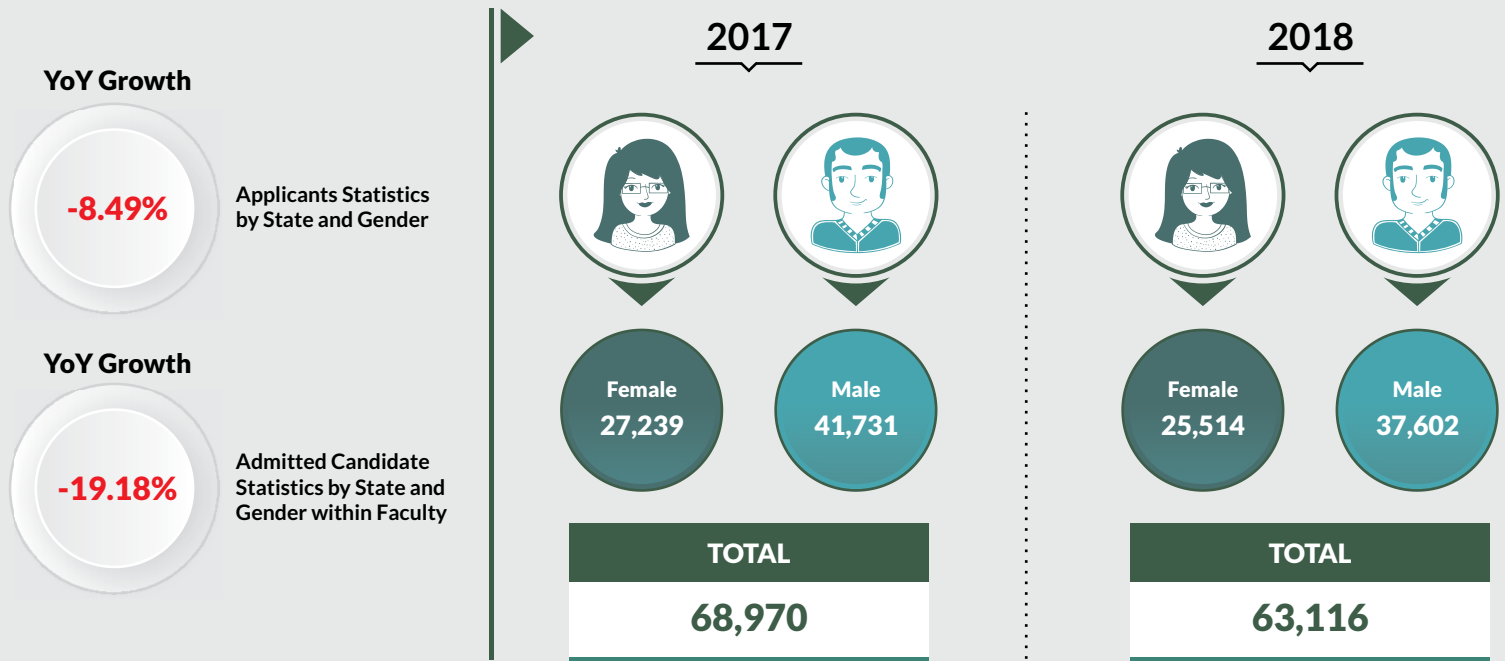 YoY Growth
-8.49%
Applicants Statistics
by State and Gender
YoY Growth
-19.18%
Admitted Candidate
Statistics by State and
Gender within Faculty
2017
Female
27,239
Male
41,731
TOTAL
68,970
2018
Female
25,514
Male
37,602
TOTAL
63,116